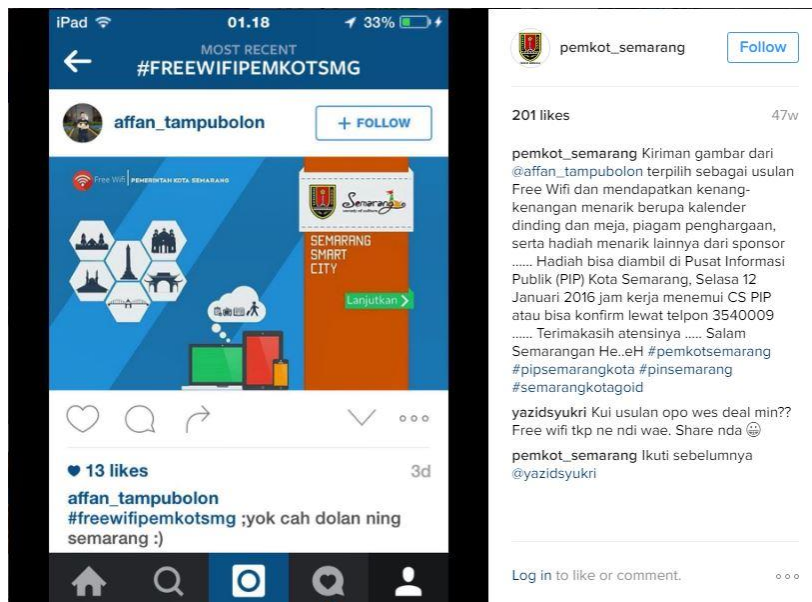 iPad 01.18 33%
MOST RECENT
#FREEWIFIPEMKOTSMG
affan_tampubolon
+ FOLLOW
Free Wifi PEMERINTAH KOTA SEMARANG
Semarang
SEMARANG
SMART
CITY
Lanjutkan
13 likes 3d
affan_tampubolon
#freewifipemkotsmg ;yok cah dolan ning
semarang :)
pemkot_semarang
Follow
201 likes 47w
pemkot_semarang Kiriman gambar dari
@affan_tampubolon terpilih sebagai usulan
Free Wifi dan mendapatkan kenang-
kenangan menarik berupa kalender
dinding dan meja, piagam penghargaan,
serta hadiah menarik lainnya dari sponsor
...... Hadiah bisa diambil di Pusat Informasi
Publik (PIP) Kota Semarang, Selasa 12
Januari 2016 jam kerja menemui CS PIP
atau bisa konfirm lewat telpon 3540009
...... Terimakasih atensinya ..... Salam
Semarangan He..eH #pemkotsemarang
#pipsemarangkota #pinsemarang
#semarangkotagoid
yazidsyukri Kui usulan opo wes deal min??
Free wifi tkp ne ndi wae. Share nda 😀
pemkot_semarang Ikuti sebelumnya
@yazidsyukri
Log in to like or comment.